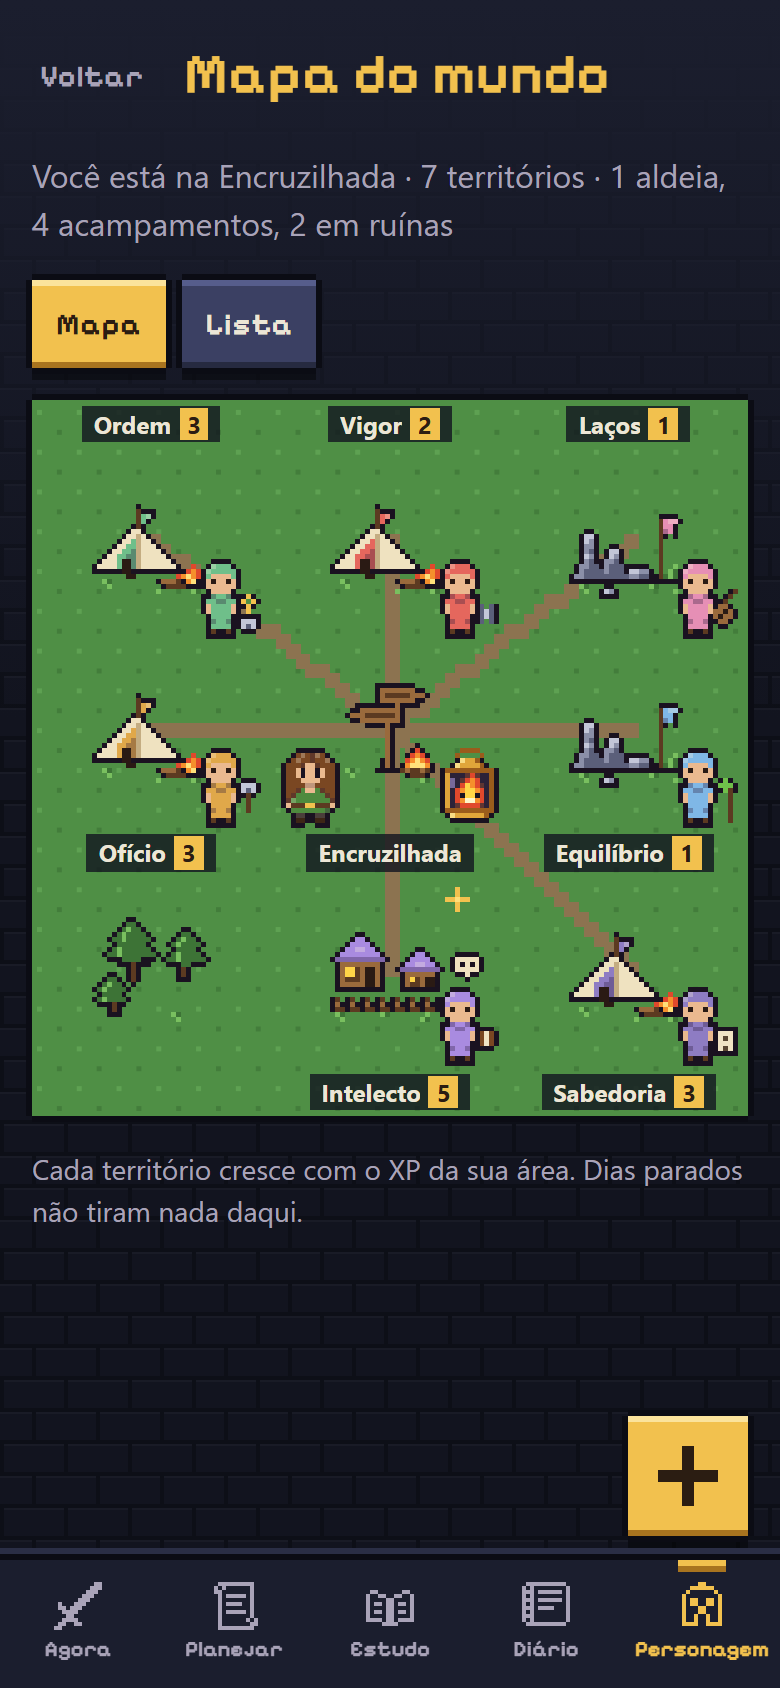 Voltar
Mapa do mundo
Você está na Encruzilhada · 7 territórios · 1 aldeia,
4 acampamentos, 2 em ruínas
Mapa
Lista
Ordem 3
Vigor 2
Laços 1
Ofício 3
Encruzilhada
Equilíbrio 1
Intelecto 5
Sabedoria 3
Cada território cresce com o XP da sua área. Dias parados
não tiram nada daqui.
Agora
Planejar
Estudo
Diário
Personagem